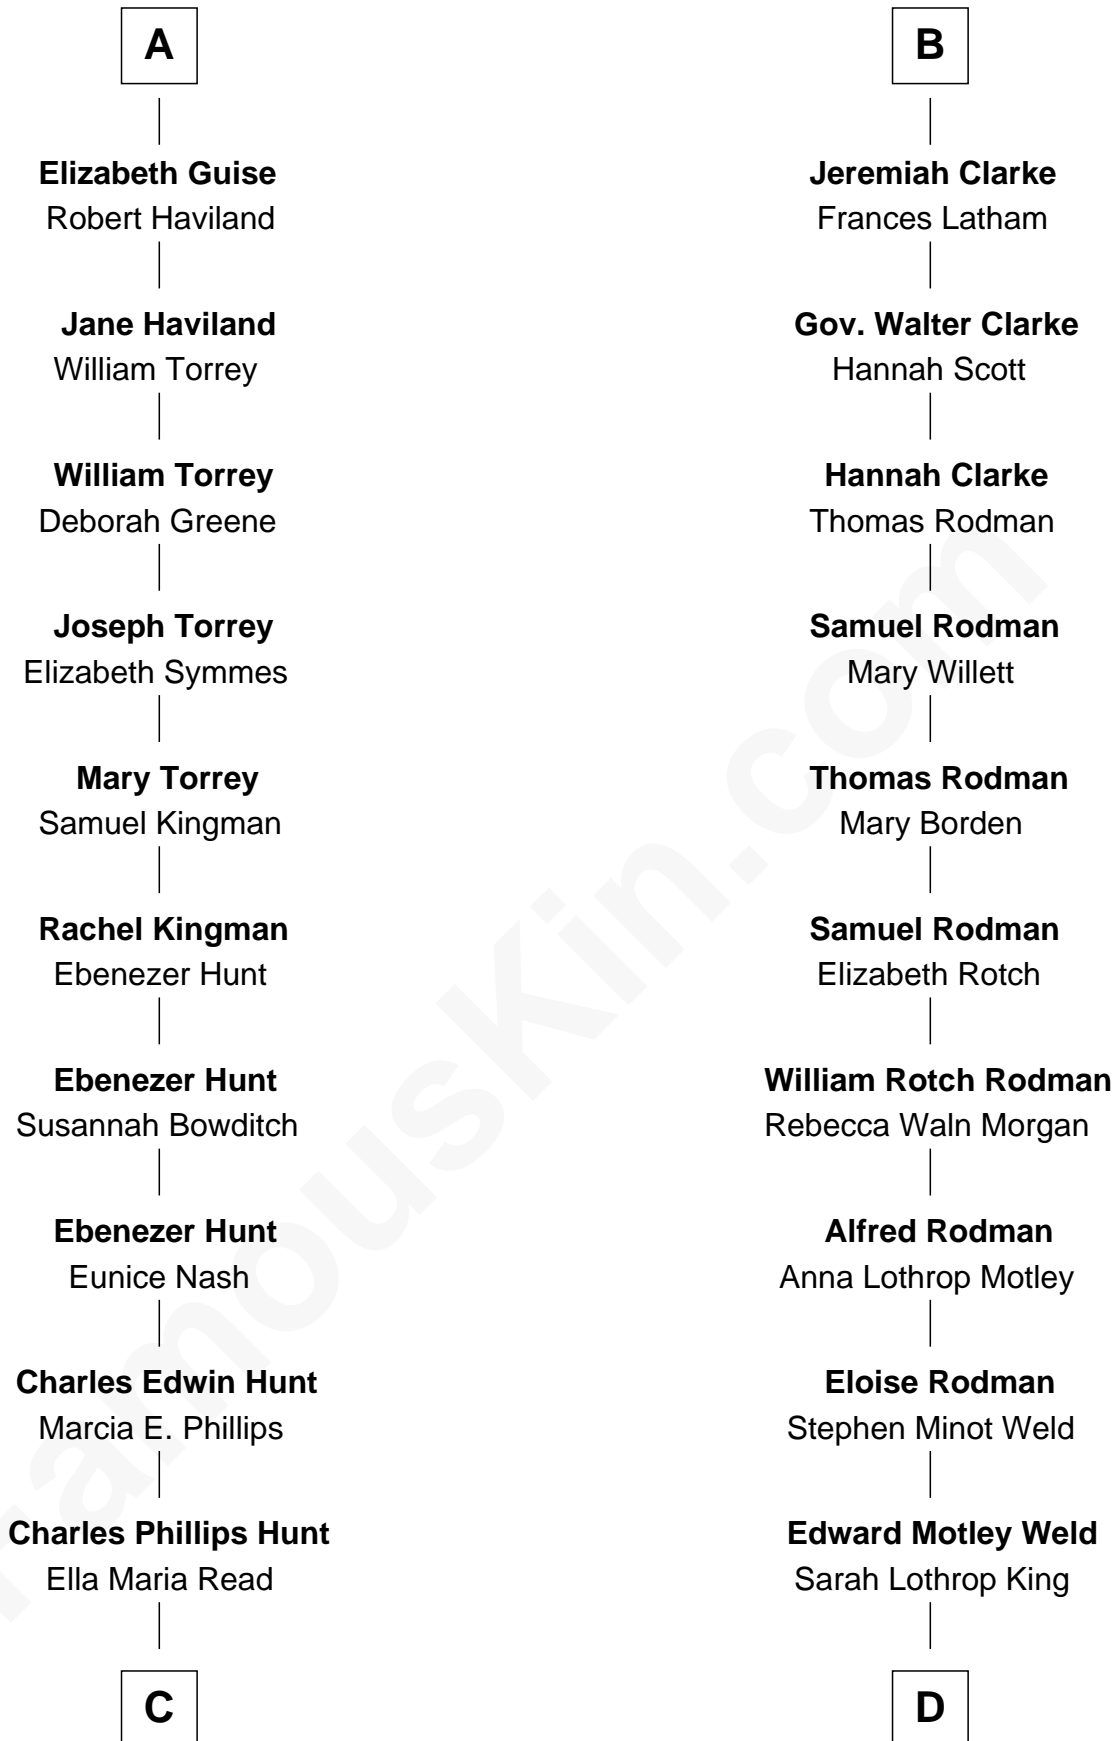 A
Elizabeth Guise
Robert Haviland
Jane Haviland
William Torrey
William Torrey
Deborah Greene
Joseph Torrey
Elizabeth Symmes
Mary Torrey
Samuel Kingman
Rachel Kingman
Ebenezer Hunt
Ebenezer Hunt
Susannah Bowditch
Ebenezer Hunt
Eunice Nash
Charles Edwin Hunt
Marcia E. Phillips
Charles Phillips Hunt
Ella Maria Read
C
B
Jeremiah Clarke
Frances Latham
Gov. Walter Clarke
Hannah Scott
Hannah Clarke
Thomas Rodman
Samuel Rodman
Mary Willett
Thomas Rodman
Mary Borden
Samuel Rodman
Elizabeth Rotch
William Rotch Rodman
Rebecca Waln Morgan
Alfred Rodman
Anna Lothrop Motley
Eloise Rodman
Stephen Minot Weld
Edward Motley Weld
Sarah Lothrop King
D
FamousKin.com